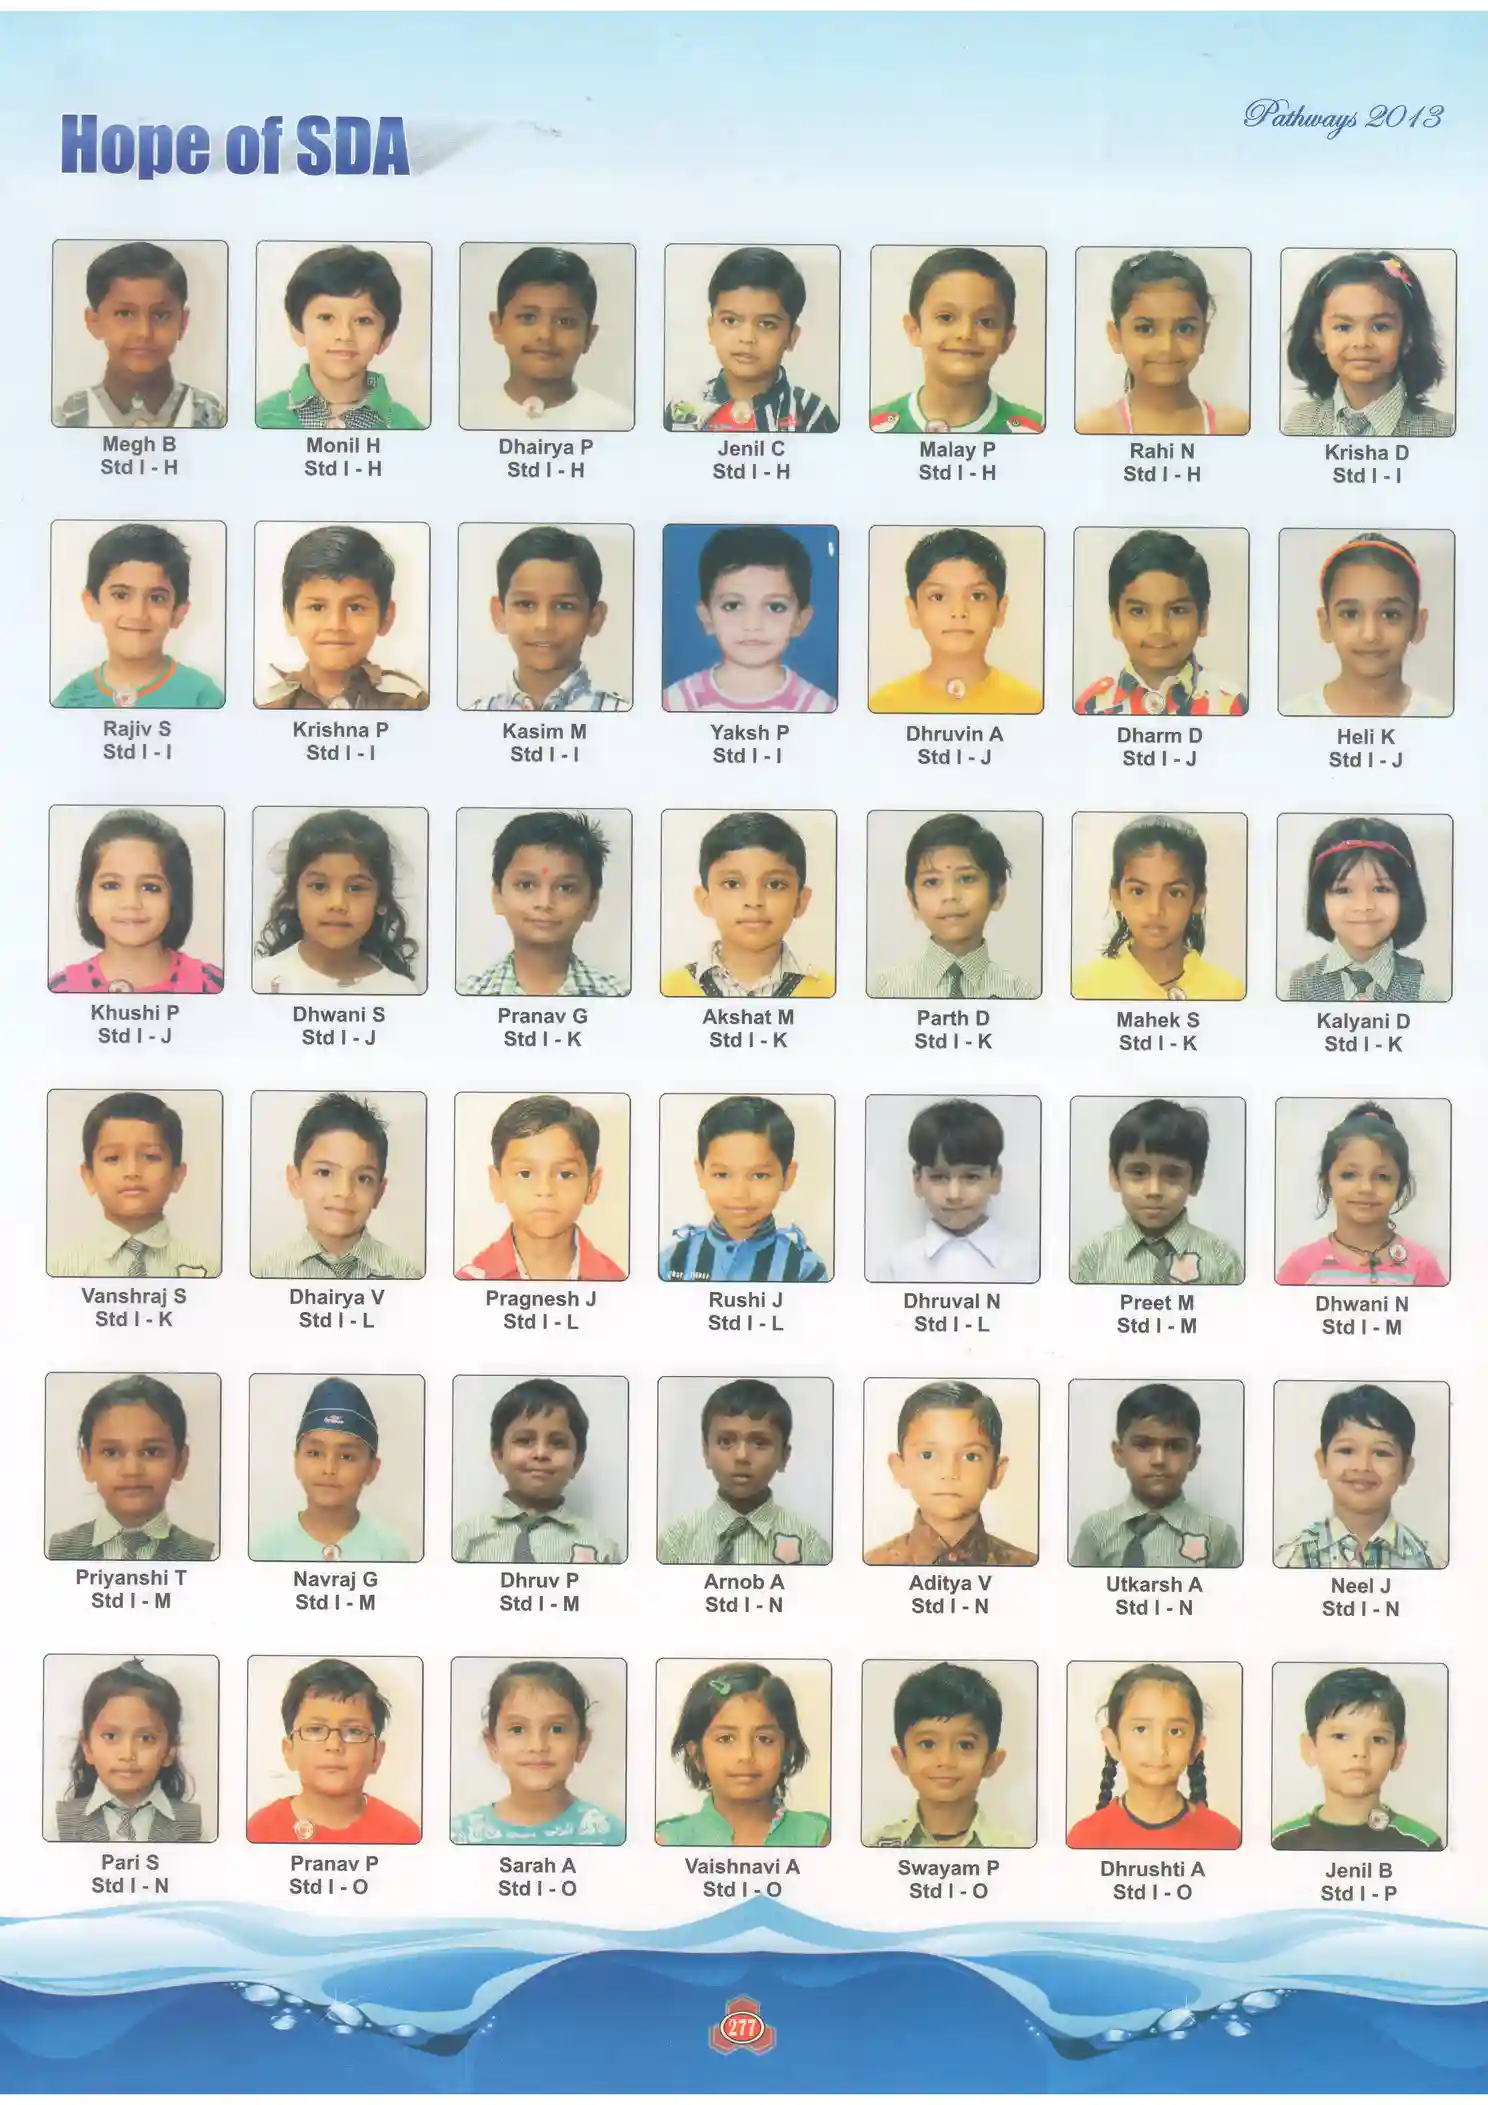 Hope of SDA
Pathways 2013
Megh B
Std I - H
Monil H
Std I - H
Dhairya P
Std I - H
Jenil C
Std I - H
Malay P
Std I - H
Rahi N
Std I - H
Krisha D
Std I - I
Rajiv S
Std I - I
Krishna P
Std I - I
Kasim M
Std I - I
Yaksh P
Std I - I
Dhruvin A
Std I - J
Dharm D
Std I - J
Heli K
Std I - J
Khushi P
Std I - J
Dhwani S
Std I - J
Pranav G
Std I - K
Akshat M
Std I - K
Parth D
Std I - K
Mahek S
Std I - K
Kalyani D
Std I - K
Vanshraj S
Std I - K
Dhairya V
Std I - L
Pragnesh J
Std I - L
Rushi J
Std I - L
Dhruval N
Std I - L
Preet M
Std I - M
Dhwani N
Std I - M
Priyanshi T
Std I - M
Navraj G
Std I - M
Dhruv P
Std I - M
Arnob A
Std I - N
Aditya V
Std I - N
Utkarsh A
Std I - N
Neel J
Std I - N
Pari S
Std I - N
Pranav P
Std I - O
Sarah A
Std I - O
Vaishnavi A
Std I - O
Swayam P
Std I - O
Dhrushti A
Std I - O
Jenil B
Std I - P
277